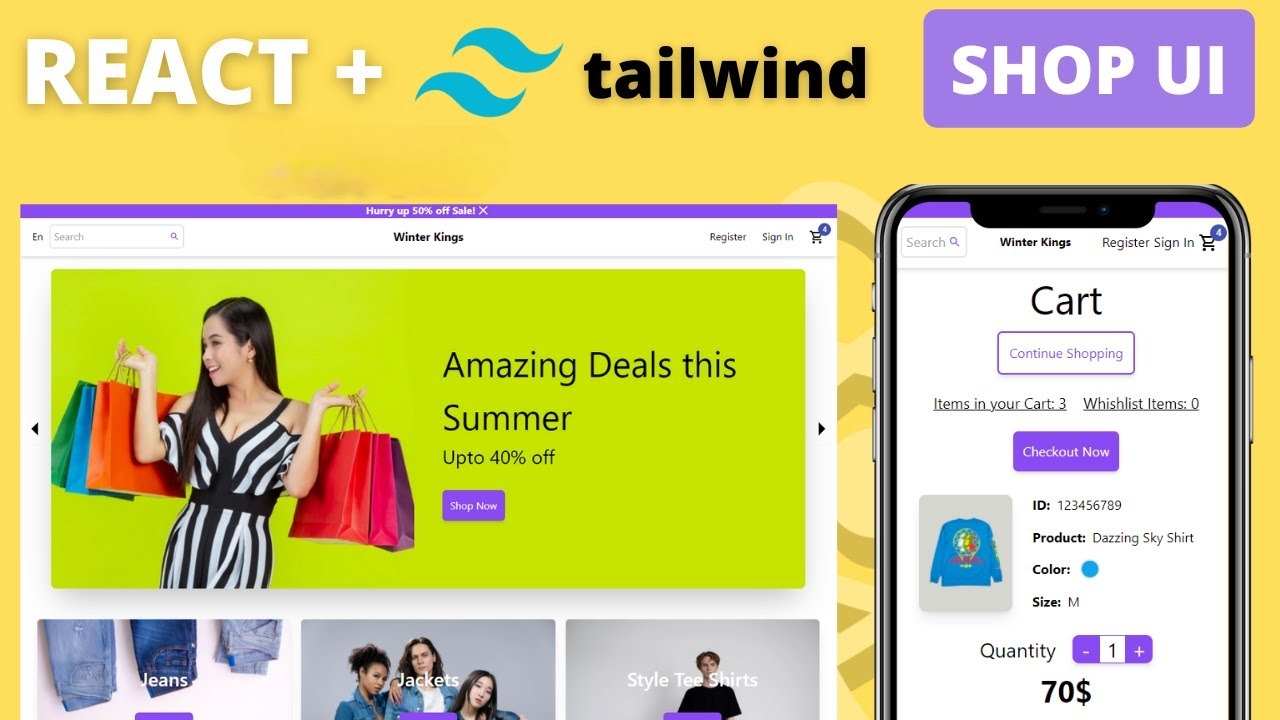 REACT + tailwind SHOP UI
Hurry up 50% off Sale!
En Search Winter Kings Register Sign In 4
Amazing Deals this
Summer
Upto 40% off
Shop Now
Jeans
Jackets
Style Tee Shirts
Search Winter Kings Register Sign In 4
Cart
Continue Shopping
Items in your Cart: 3 Whishlist Items: 0
Checkout Now
ID: 123456789
Product: Dazzing Sky Shirt
Color:
Size: M
Quantity - 1 +
70$